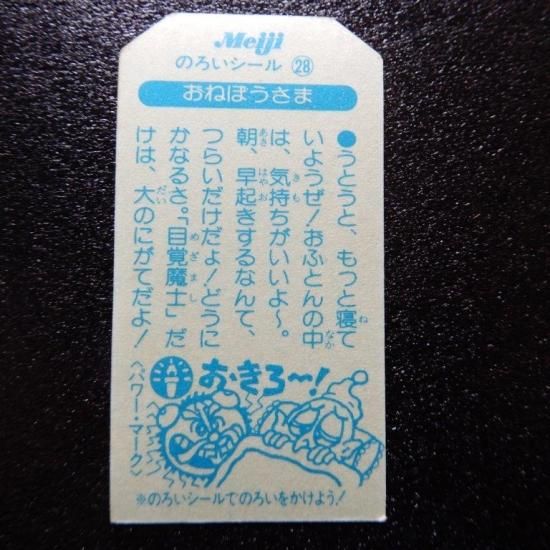 Meiji
のろいシール ㉘
おねぼうさま
●うとうと、もっと寝て
いようぜ!おふとんの中
は、気持ちがいいよ〜。
朝、早起きするなんて、
つらいだけだよ!どうに
かなるさ。「目覚魔士」だ
けは、大のにがてだよ!
おきろ〜!
〈パワー・マーク〉
※のろいシールでのろいをかけよう!